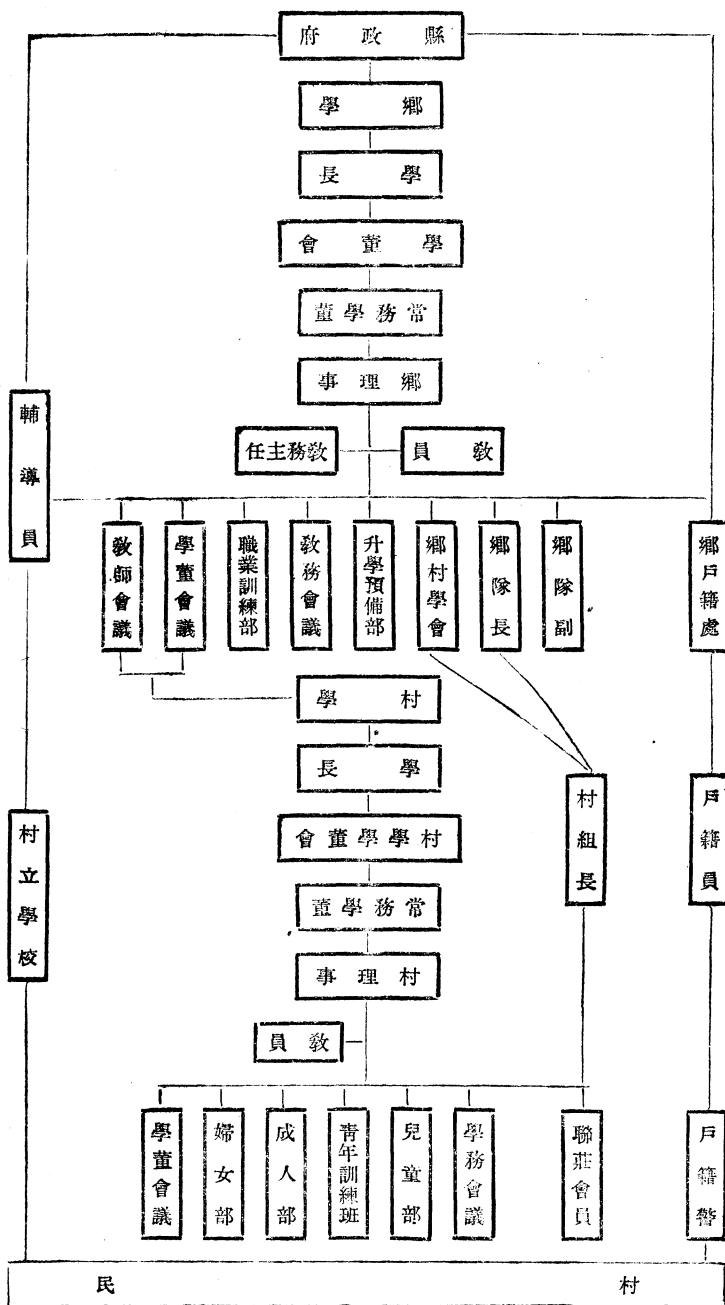 縣政府
鄉學
學長
學董會
常務學董
鄉理事
敎員
敎務主任
輔導員
鄉戶籍處
鄉隊副
鄉隊長
鄉村學會
升學預備部
敎務會議
職業訓練部
學董會議
敎師會議
村學
學長
村學學董會
常務學董
村理事
敎員
戶籍員
村組長
村立學校
戶籍警
聯莊會員
學務會議
兒童部
靑年訓練班
成人部
婦女部
學董會議
村民